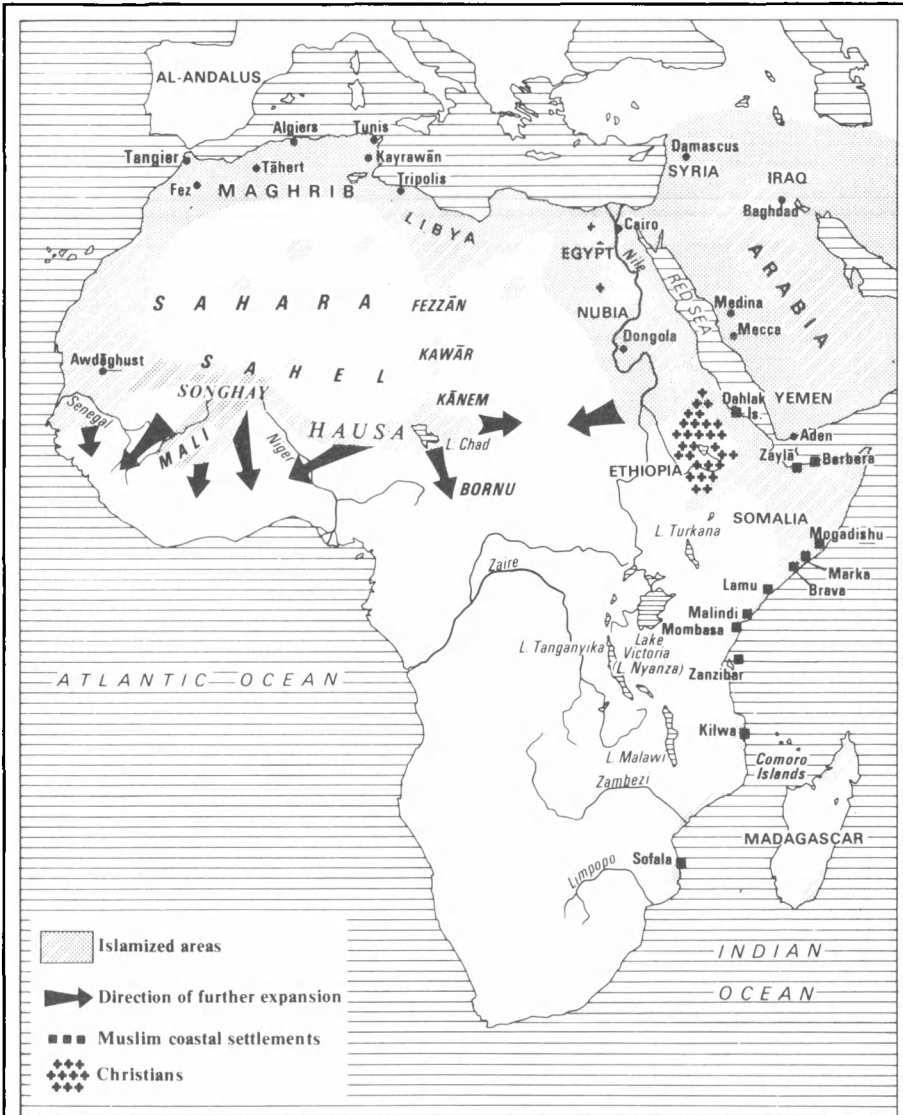 AL-ANDALUS
Algiers
Tunis
Tangier
Tāhert
Kayrawān
Fez
MAGHRIB
Tripolis
LIBYA
Damascus
SYRIA
IRAQ
Baghdad
Cairo
EGYPT
Nile
ARABIA
RED SEA
SAHARA
FEZZĀN
NUBIA
Medina
Mecca
Dongola
Awdāghust
SAHEL
KAWĀR
SONGHAY
KĀNEM
Senegal
MALI
Niger
HAUSA
L. Chad
BORNU
Dahlak
Is.
YEMEN
Aden
Zaylā‘
Berbera
ETHIOPIA
SOMALIA
L. Turkana
Mogadishu
Marka
Brava
Zaire
Lamu
Malindi
Mombasa
L. Tanganyika
Lake
Victoria
(L. Nyanza)
Zanzibar
ATLANTIC OCEAN
Kilwa
L. Malawi
Comoro
Islands
Zambezi
MADAGASCAR
Sofala
Limpopo
INDIAN
OCEAN
Islamized areas
Direction of further expansion
Muslim coastal settlements
Christians